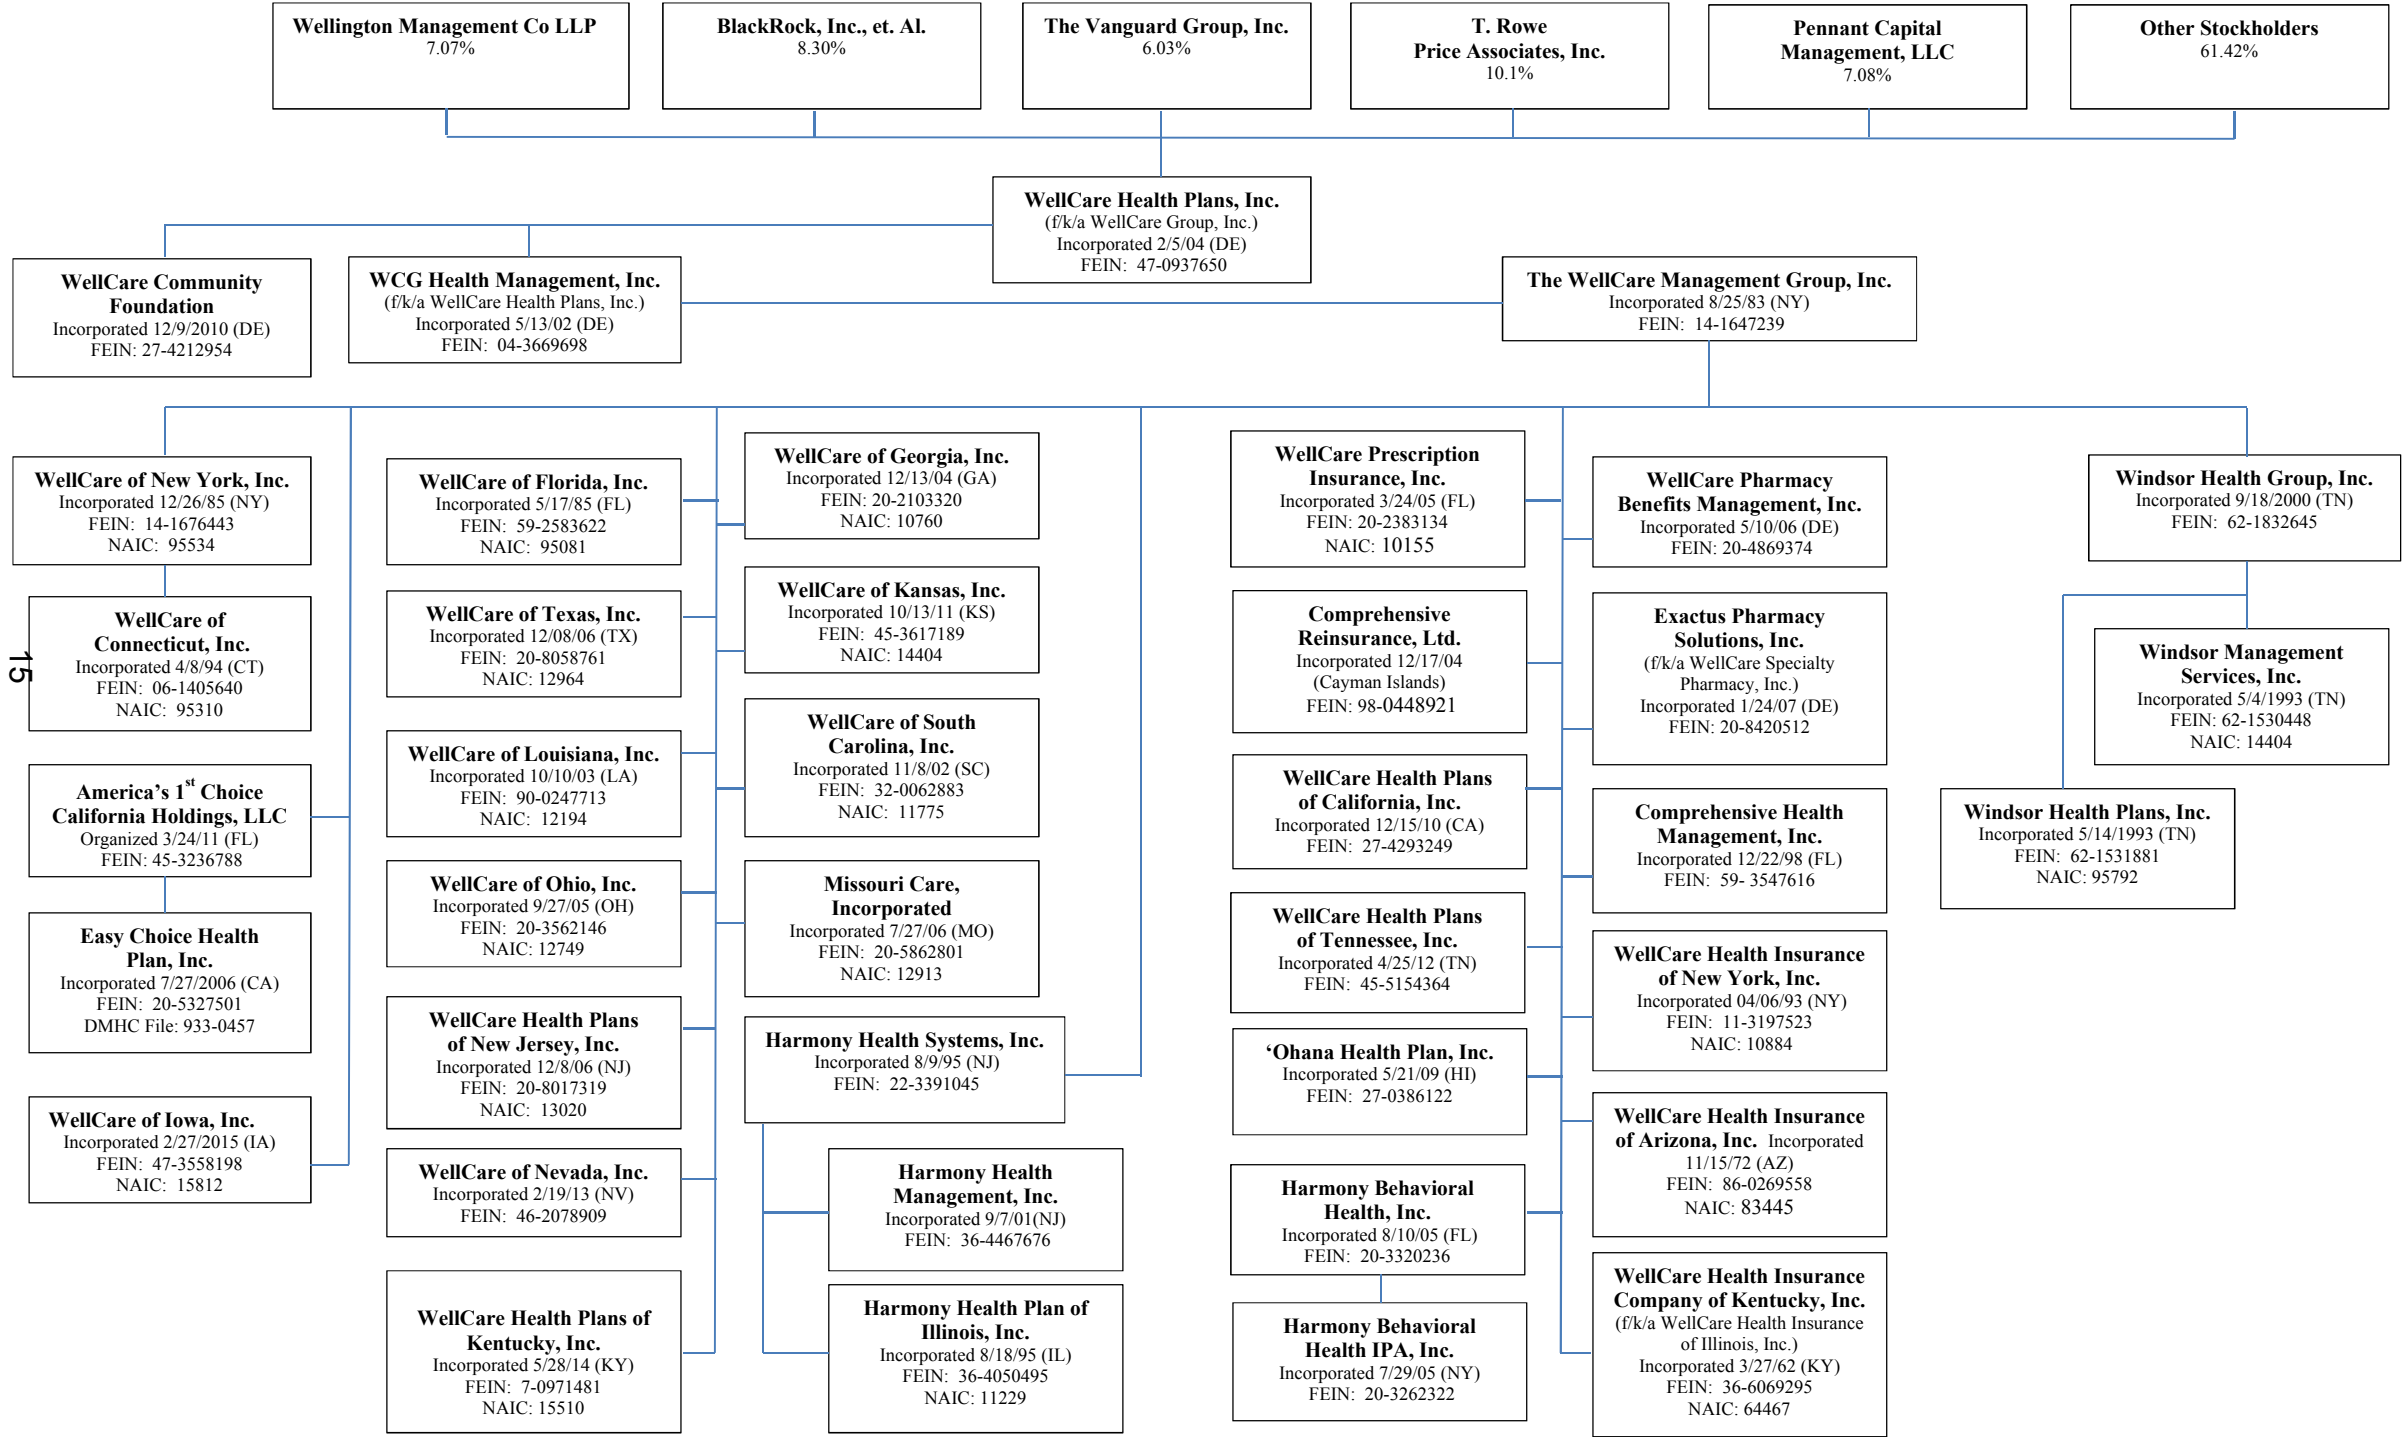 Wellington Management Co LLP
7.07%
BlackRock, Inc., et. Al.
8.30%
The Vanguard Group, Inc.
6.03%
T. Rowe
Price Associates, Inc.
10.1%
Pennant Capital
Management, LLC
7.08%
Other Stockholders
61.42%
WellCare Health Plans, Inc.
(f/k/a WellCare Group, Inc.)
Incorporated 2/5/04 (DE)
FEIN: 47-0937650
WellCare Community
Foundation
Incorporated 12/9/2010 (DE)
FEIN: 27-4212954
WCG Health Management, Inc.
(f/k/a WellCare Health Plans, Inc.)
Incorporated 5/13/02 (DE)
FEIN: 04-3669698
The WellCare Management Group, Inc.
Incorporated 8/25/83 (NY)
FEIN: 14-1647239
WellCare of New York, Inc.
Incorporated 12/26/85 (NY)
FEIN: 14-1676443
NAIC: 95534
WellCare of
Connecticut, Inc.
Incorporated 4/8/94 (CT)
FEIN: 06-1405640
NAIC: 95310
15
America's 1st Choice
California Holdings, LLC
Organized 3/24/11 (FL)
FEIN: 45-3236788
Easy Choice Health
Plan, Inc.
Incorporated 7/27/2006 (CA)
FEIN: 20-5327501
DMHC File: 933-0457
WellCare of Iowa, Inc.
Incorporated 2/27/2015 (IA)
FEIN: 47-3558198
NAIC: 15812
WellCare of Florida, Inc.
Incorporated 5/17/85 (FL)
FEIN: 59-2583622
NAIC: 95081
WellCare of Texas, Inc.
Incorporated 12/08/06 (TX)
FEIN: 20-8058761
NAIC: 12964
WellCare of Louisiana, Inc.
Incorporated 10/10/03 (LA)
FEIN: 90-0247713
NAIC: 12194
WellCare of Ohio, Inc.
Incorporated 9/27/05 (OH)
FEIN: 20-3562146
NAIC: 12749
WellCare Health Plans
of New Jersey, Inc.
Incorporated 12/8/06 (NJ)
FEIN: 20-8017319
NAIC: 13020
WellCare of Nevada, Inc.
Incorporated 2/19/13 (NV)
FEIN: 46-2078909
WellCare Health Plans of
Kentucky, Inc.
Incorporated 5/28/14 (KY)
FEIN: 7-0971481
NAIC: 15510
WellCare of Georgia, Inc.
Incorporated 12/13/04 (GA)
FEIN: 20-2103320
NAIC: 10760
WellCare of Kansas, Inc.
Incorporated 10/13/11 (KS)
FEIN: 45-3617189
NAIC: 14404
WellCare of South
Carolina, Inc.
Incorporated 11/8/02 (SC)
FEIN: 32-0062883
NAIC: 11775
Missouri Care,
Incorporated
Incorporated 7/27/06 (MO)
FEIN: 20-5862801
NAIC: 12913
Harmony Health Systems, Inc.
Incorporated 8/9/95 (NJ)
FEIN: 22-3391045
Harmony Health
Management, Inc.
Incorporated 9/7/01(NJ)
FEIN: 36-4467676
Harmony Health Plan of
Illinois, Inc.
Incorporated 8/18/95 (IL)
FEIN: 36-4050495
NAIC: 11229
WellCare Prescription
Insurance, Inc.
Incorporated 3/24/05 (FL)
FEIN: 20-2383134
NAIC: 10155
Comprehensive
Reinsurance, Ltd.
Incorporated 12/17/04
(Cayman Islands)
FEIN: 98-0448921
WellCare Health Plans
of California, Inc.
Incorporated 12/15/10 (CA)
FEIN: 27-4293249
WellCare Health Plans
of Tennessee, Inc.
Incorporated 4/25/12 (TN)
FEIN: 45-5154364
‘Ohana Health Plan, Inc.
Incorporated 5/21/09 (HI)
FEIN: 27-0386122
Harmony Behavioral
Health, Inc.
Incorporated 8/10/05 (FL)
FEIN: 20-3320236
Harmony Behavioral
Health IPA, Inc.
Incorporated 7/29/05 (NY)
FEIN: 20-3262322
WellCare Pharmacy
Benefits Management, Inc.
Incorporated 5/10/06 (DE)
FEIN: 20-4869374
Exactus Pharmacy
Solutions, Inc.
(f/k/a WellCare Specialty
Pharmacy, Inc.)
Incorporated 1/24/07 (DE)
FEIN: 20-8420512
Comprehensive Health
Management, Inc.
Incorporated 12/22/98 (FL)
FEIN: 59- 3547616
WellCare Health Insurance
of New York, Inc.
Incorporated 04/06/93 (NY)
FEIN: 11-3197523
NAIC: 10884
WellCare Health Insurance
of Arizona, Inc. Incorporated
11/15/72 (AZ)
FEIN: 86-0269558
NAIC: 83445
WellCare Health Insurance
Company of Kentucky, Inc.
(f/k/a WellCare Health Insurance
of Illinois, Inc.)
Incorporated 3/27/62 (KY)
FEIN: 36-6069295
NAIC: 64467
Windsor Health Group, Inc.
Incorporated 9/18/2000 (TN)
FEIN: 62-1832645
Windsor Management
Services, Inc.
Incorporated 5/4/1993 (TN)
FEIN: 62-1530448
NAIC: 14404
Windsor Health Plans, Inc.
Incorporated 5/14/1993 (TN)
FEIN: 62-1531881
NAIC: 95792